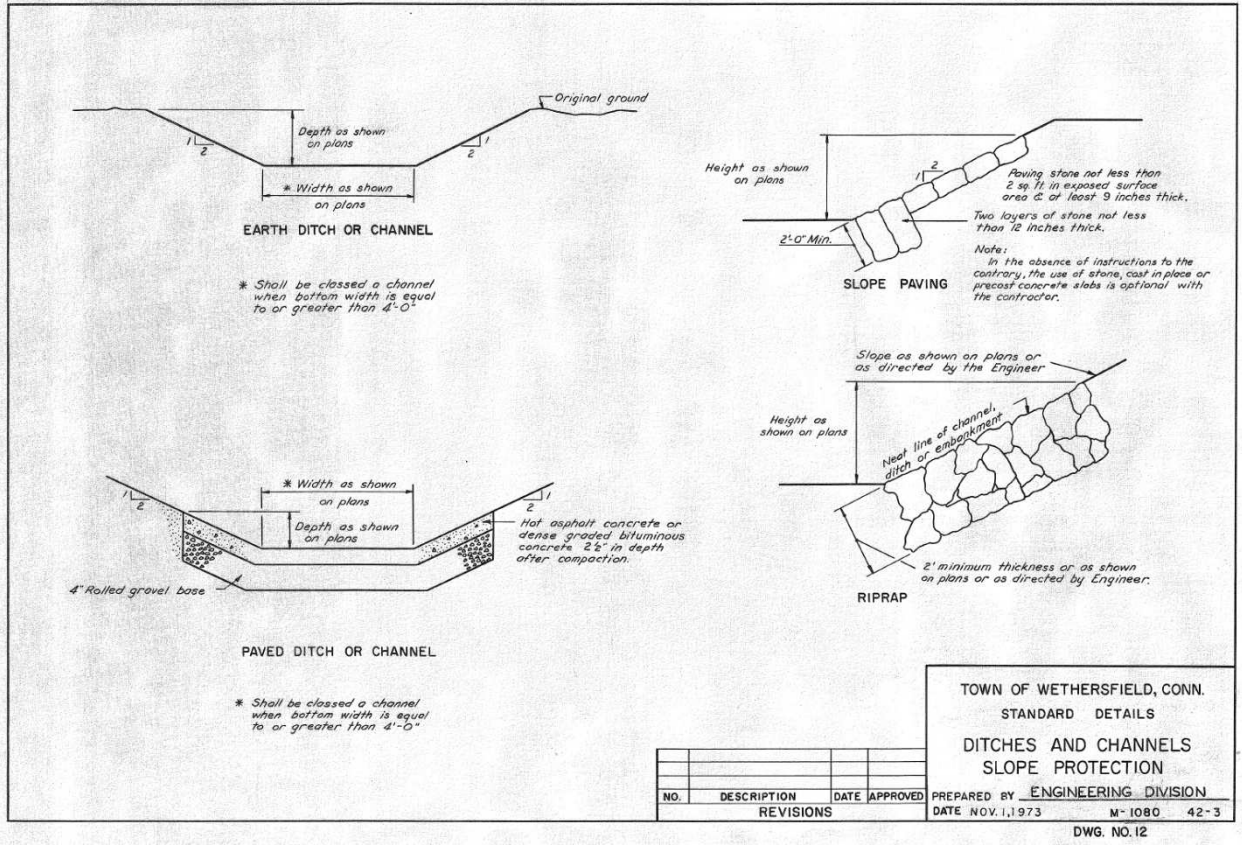 Original ground
Depth as shown
on plans
1
2
1
2
* Width as shown
on plans
EARTH DITCH OR CHANNEL
* Shall be classed a channel
when bottom width is equal
to or greater than 4'-0"
Height as shown
on plans
1
2
Paving stone not less than
2 sq. ft. in exposed surface
area & at least 9 inches thick.
Two layers of stone not less
than 12 inches thick.
2'-0" Min.
SLOPE PAVING
Note:
In the absence of instructions to the
contrary, the use of stone, cast in place or
precast concrete slabs is optional with
the contractor.
Slope as shown on plans or
as directed by the Engineer
Height as
shown on plans
Neat line of channel,
ditch or embankment
2' minimum thickness or as shown
on plans or as directed by Engineer.
RIPRAP
1
2
* Width as shown
on plans
1
2
Depth as shown
on plans
Hot asphalt concrete or
dense graded bituminous
concrete 2½" in depth
after compaction.
4" Rolled gravel base
PAVED DITCH OR CHANNEL
* Shall be classed a channel
when bottom width is equal
to or greater than 4'-0"
NO. DESCRIPTION DATE APPROVED
REVISIONS
TOWN OF WETHERSFIELD, CONN.
STANDARD DETAILS
DITCHES AND CHANNELS
SLOPE PROTECTION
PREPARED BY ENGINEERING DIVISION
DATE NOV. 1, 1973 M-1080 42-3
DWG. NO. 12